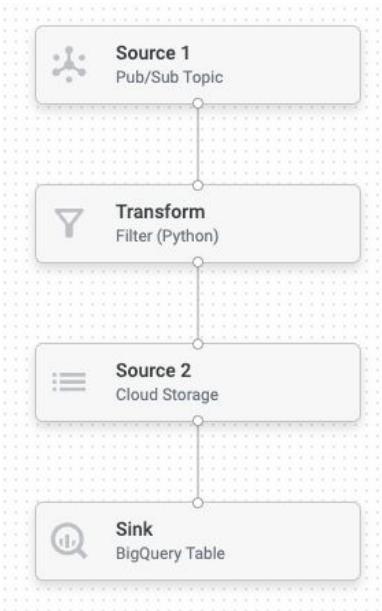 Source 1
Pub/Sub Topic
Transform
Filter (Python)
Source 2
Cloud Storage
Sink
BigQuery Table